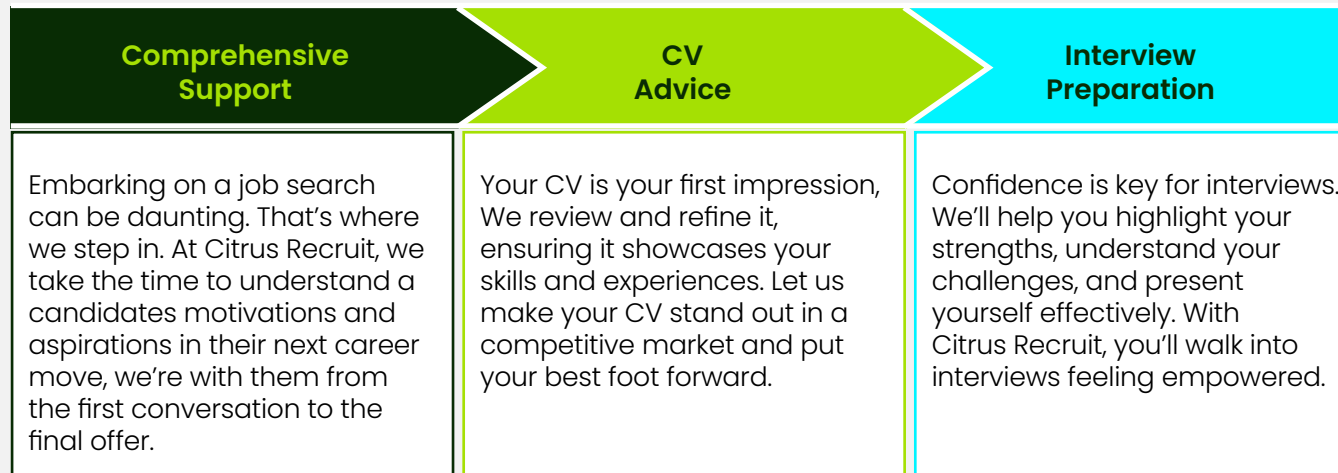 Comprehensive
Support
CV
Advice
Interview
Preparation
Embarking on a job search
can be daunting. That’s where
we step in. At Citrus Recruit, we
take the time to understand a
candidates motivations and
aspirations in their next career
move, we’re with them from
the first conversation to the
final offer.
Your CV is your first impression,
We review and refine it,
ensuring it showcases your
skills and experiences. Let us
make your CV stand out in a
competitive market and put
your best foot forward.
Confidence is key for interviews.
We’ll help you highlight your
strengths, understand your
challenges, and present
yourself effectively. With
Citrus Recruit, you’ll walk into
interviews feeling empowered.